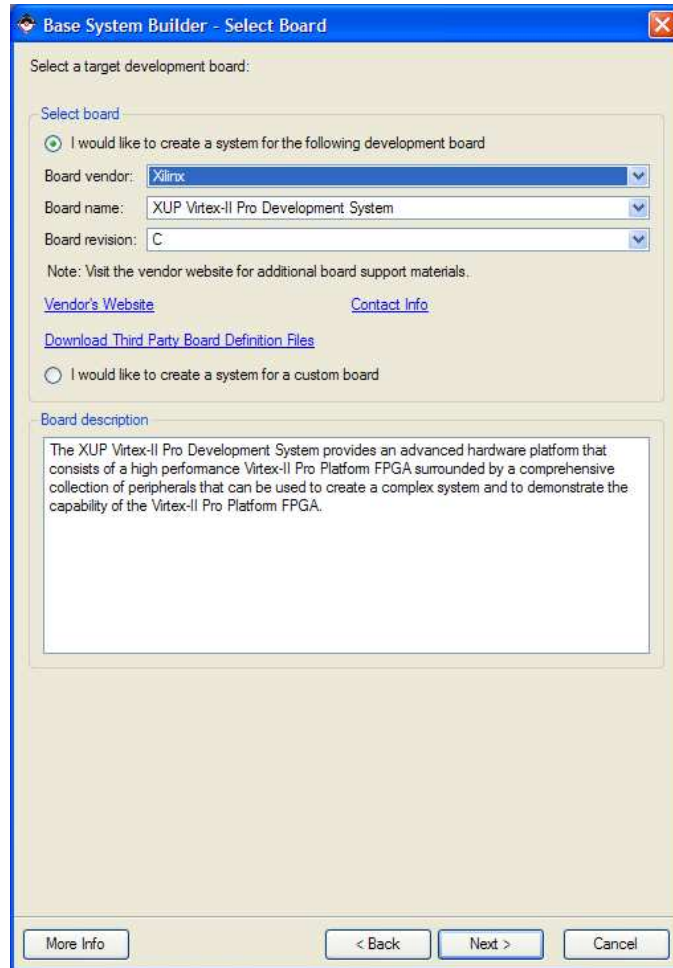 Base System Builder - Select Board
Select a target development board:
Select board
I would like to create a system for the following development board
Board vendor: Xilinx
Board name: XUP Virtex-II Pro Development System
Board revision: C
Note: Visit the vendor website for additional board support materials.
Vendor's Website Contact Info
Download Third Party Board Definition Files
I would like to create a system for a custom board
Board description
The XUP Virtex-II Pro Development System provides an advanced hardware platform that
consists of a high perfomance Virtex-II Pro Platform FPGA surrounded by a comprehensive
collection of peripherals that can be used to create a complex system and to demonstrate the
capability of the Virtex-II Pro Platform FPGA.
More Info < Back Next > Cancel